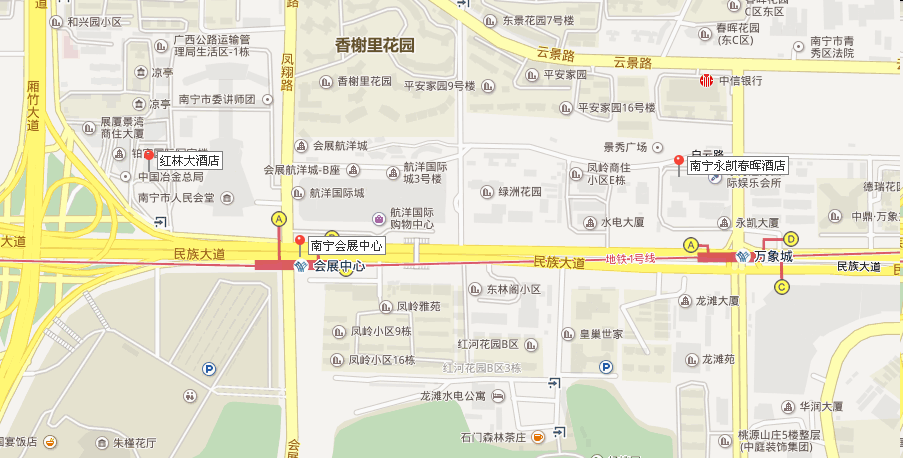 和兴园小区
广西公路运输管
理局生活区-1栋
凤翔路
香榭里花园
东景花园7号楼
春晖花园
C区东区
春晖花园
(东C区)
南宁市青
秀区法院
云景路
云景路
厢竹大道
凉亭
凉亭
南宁市委讲师团
香榭里花园
平安家园9号楼
平安家园
平安家园16号楼
中信银行
展厦景湾
商住大厦
红林大酒店
中国冶金总局
南宁市人民会堂
会展航洋城
会展航洋城-B座
航洋国际城
航洋国际
城3号楼
航洋国际
购物中心
绿洲花园
景秀广场
白云路
凤岭商住
小区E栋
南宁永凯春晖酒店
际娱乐会所
水电大厦
永凯大厦
德瑞花园
中鼎·万象
A
南宁会展中心
会展中心
民族大道
民族大道
民族大道
民族大道
地铁1号线
A
D
C
万象城
凤岭雅苑
凤岭小区9栋
凤岭小区16栋
东林阁小区
红河花园B区
红河花园B区3栋
皇巢世家
龙滩大厦
龙滩苑
P
P
龙滩水电公寓
石门森林茶庄
华润大厦
桃源山庄5楼整层
(中庭装饰集团)
国宴饭店
朱槿花厅
会